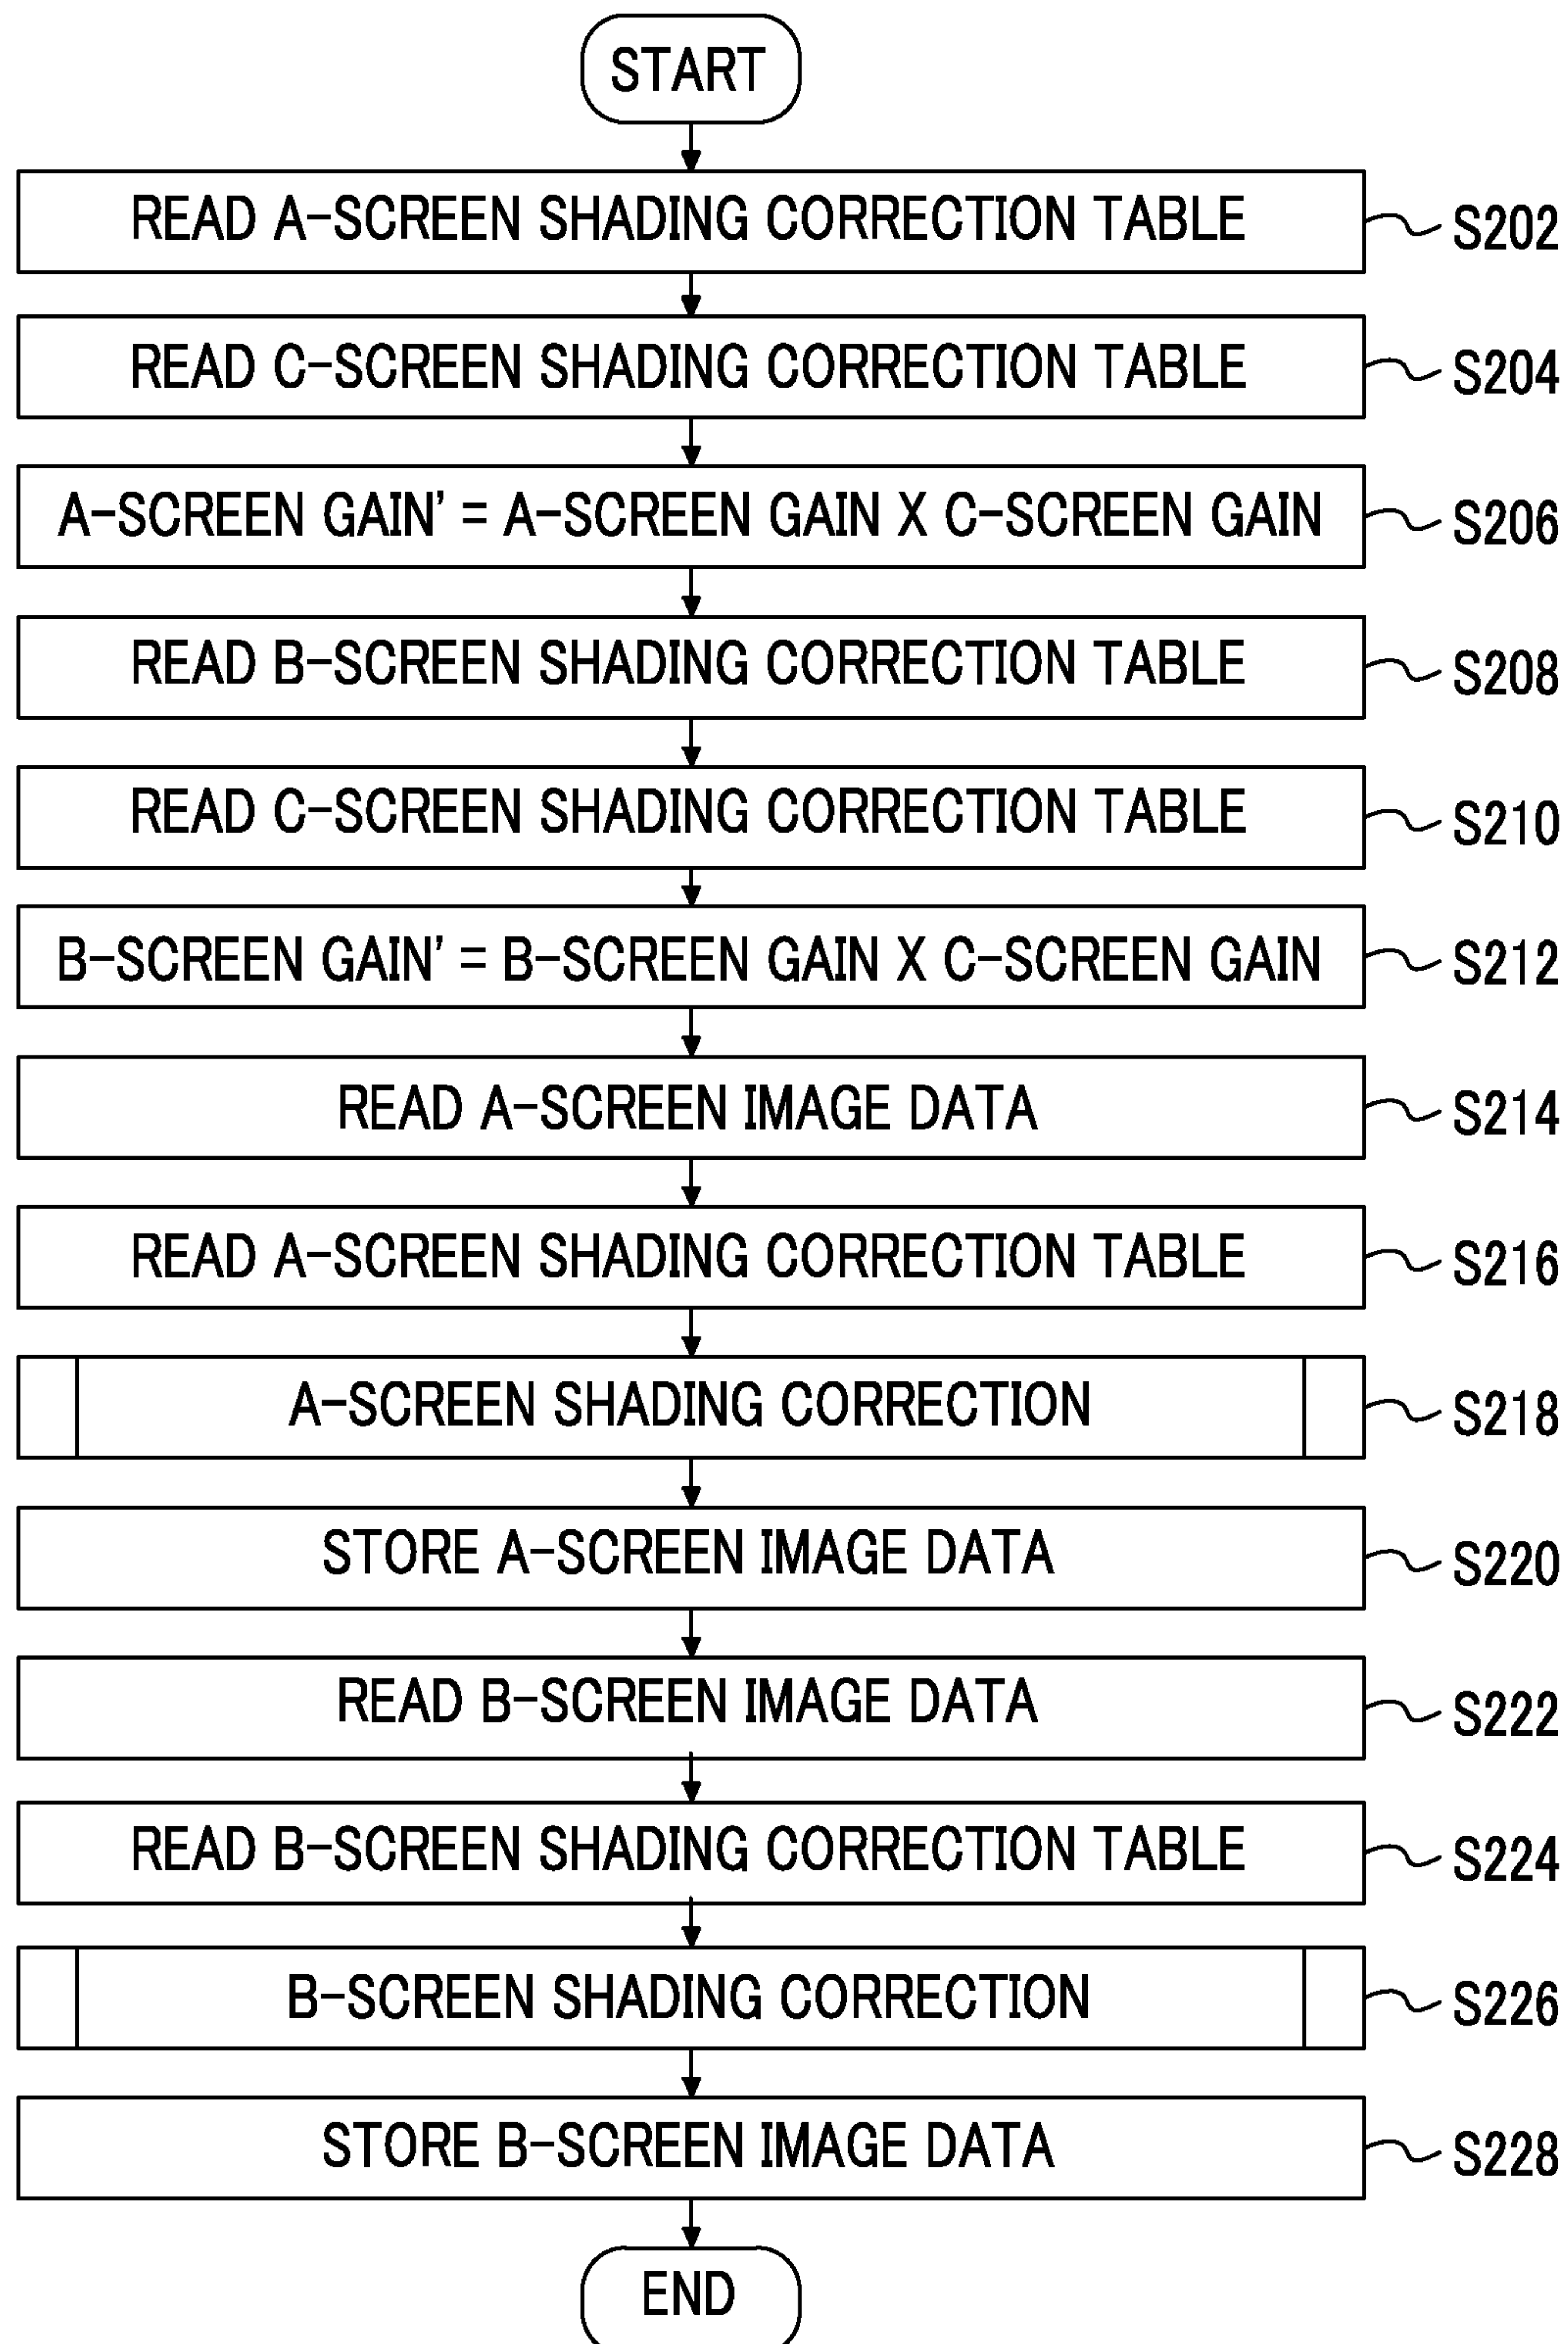 START
READ A-SCREEN SHADING CORRECTION TABLE S202
READ C-SCREEN SHADING CORRECTION TABLE S204
A-SCREEN GAIN' = A-SCREEN GAIN X C-SCREEN GAIN S206
READ B-SCREEN SHADING CORRECTION TABLE S208
READ C-SCREEN SHADING CORRECTION TABLE S210
B-SCREEN GAIN' = B-SCREEN GAIN X C-SCREEN GAIN S212
READ A-SCREEN IMAGE DATA S214
READ A-SCREEN SHADING CORRECTION TABLE S216
A-SCREEN SHADING CORRECTION S218
STORE A-SCREEN IMAGE DATA S220
READ B-SCREEN IMAGE DATA S222
READ B-SCREEN SHADING CORRECTION TABLE S224
B-SCREEN SHADING CORRECTION S226
STORE B-SCREEN IMAGE DATA S228
END